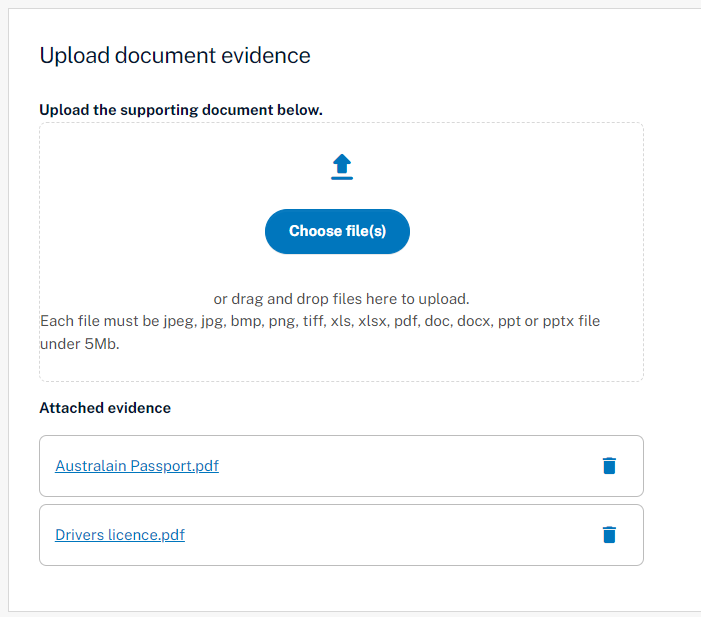 Upload document evidence
Upload the supporting document below.
Choose file(s)
or drag and drop files here to upload.
Each file must be jpeg, jpg, bmp, png, tiff, xls, xlsx, pdf, doc, docx, ppt or pptx file
under 5Mb.
Attached evidence
Australain Passport.pdf
Drivers licence.pdf